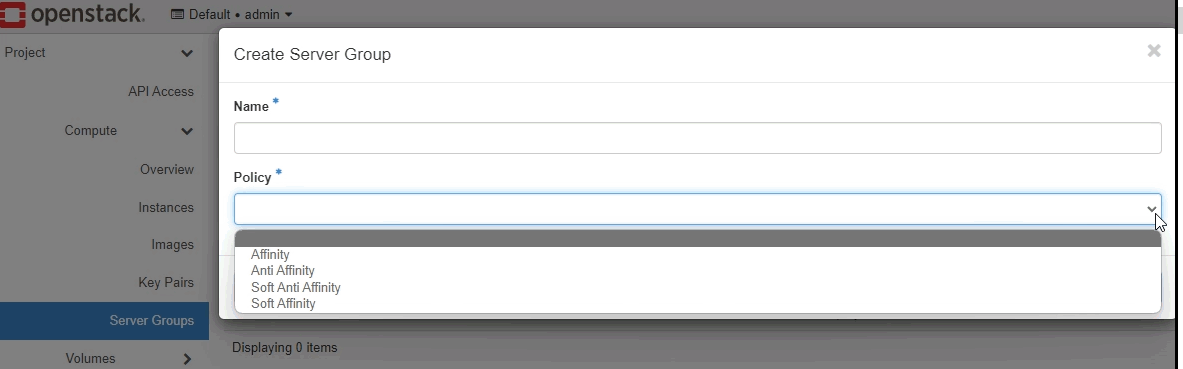 openstack. Default • admin
Project
API Access
Compute
Overview
Instances
Images
Key Pairs
Server Groups
Volumes
Create Server Group ×
Name *
Policy *
Affinity
Anti Affinity
Soft Anti Affinity
Soft Affinity
Displaying 0 items